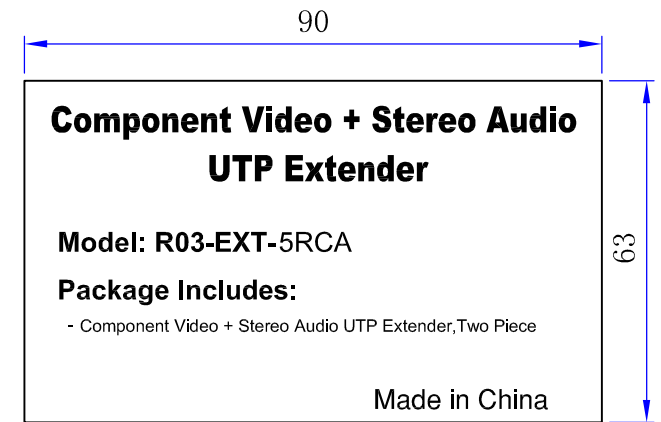 90
Component Video + Stereo Audio
UTP Extender
Model: R03-EXT-5RCA
63
Package Includes:
- Component Video + Stereo Audio UTP Extender,Two Piece
Made in China